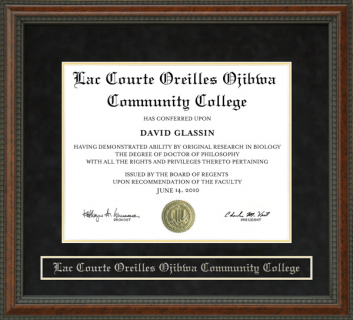 Lac Courte Oreilles Ojibwa
Community College
HAS CONFERRED UPON
DAVID GLASSIN
HAVING DEMONSTRATED ABILITY BY ORIGINAL RESEARCH IN BIOLOGY
THE DEGREE OF DOCTOR OF PHILOSOPHY
WITH ALL THE RIGHTS AND PRIVILEGES THERETO PERTAINING
ISSUED BY THE BOARD OF REGENTS
UPON RECOMMENDATION OF THE FACULTY
JUNE 14, 2010
PROVOST
PRESIDENT
Lac Courte Oreilles Ojibwa Community College